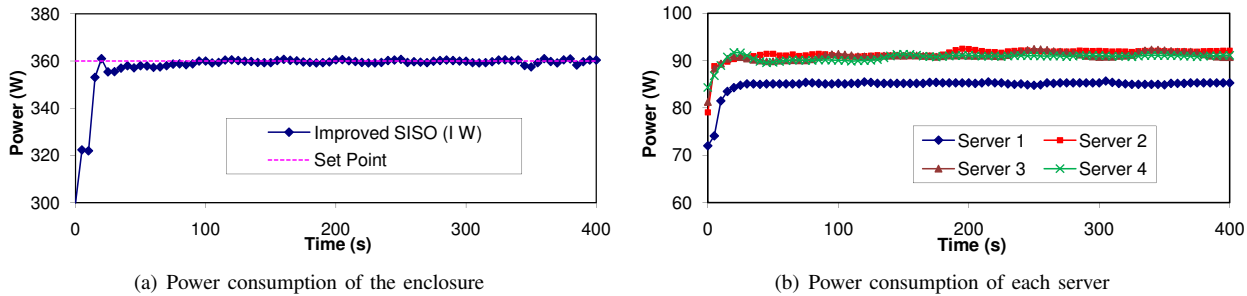 380
360
340
320
300
Power (W)
Improved SISO (I W)
Set Point
0
100
200
300
400
Time (s)
(a) Power consumption of the enclosure
100
90
80
70
60
Power (W)
Server 1
Server 2
Server 3
Server 4
0
100
200
300
400
Time (s)
(b) Power consumption of each server